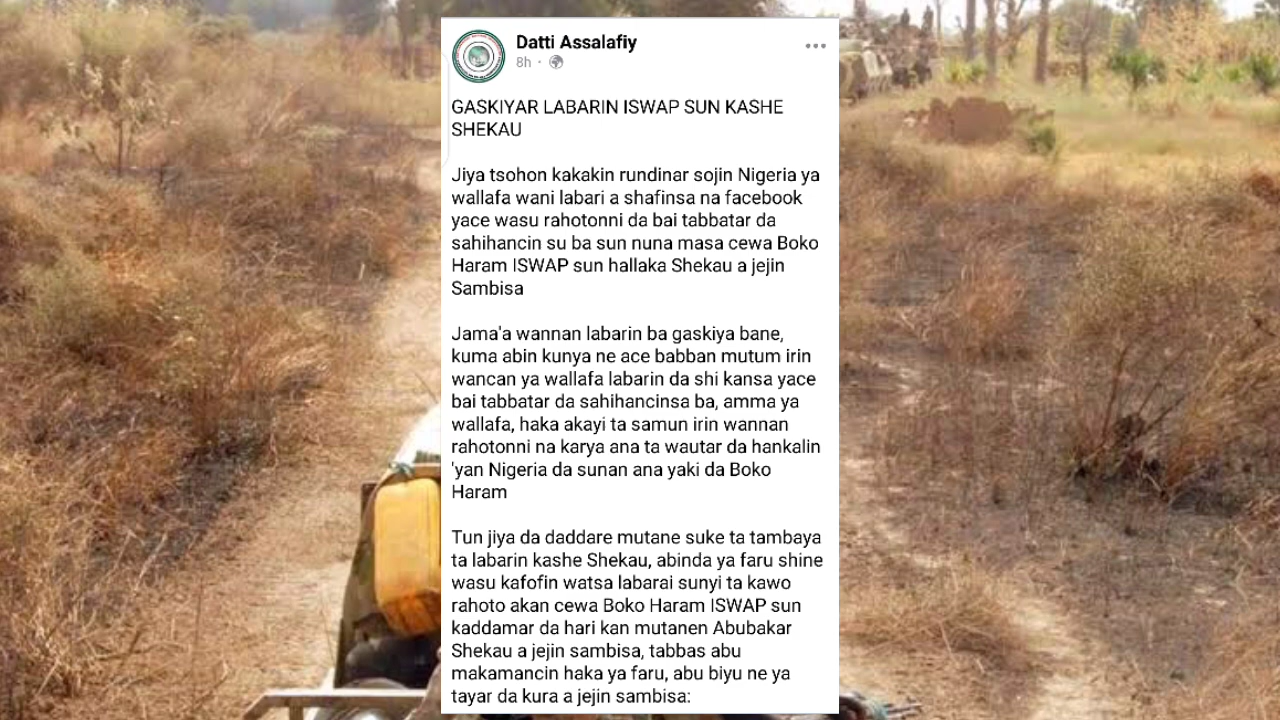 Datti Assalafiy
8h ·
GASKIYAR LABARIN ISWAP SUN KASHE
SHEKAU
Jiya tsohon kakakin rundinar sojin Nigeria ya
wallafa wani labari a shafinsa na facebook
yace wasu rahotonni da bai tabbatar da
sahihancin su ba sun nuna masa cewa Boko
Haram ISWAP sun hallaka Shekau a jejin
Sambisa
Jama'a wannan labarin ba gaskiya bane,
kuma abin kunya ne ace babban mutum irin
wancan ya wallafa labarin da shi kansa yace
bai tabbatar da sahihancinsa ba, amma ya
wallafa, haka akayi ta samun irin wannan
rahotonni na karya ana ta wautar da hankalin
'yan Nigeria da sunan ana yaki da Boko
Haram
Tun jiya da daddare mutane suke ta tambaya
ta labarin kashe Shekau, abinda ya faru shine
wasu kafofin watsa labarai sunyi ta kawo
rahoto akan cewa Boko Haram ISWAP sun
kaddamar da hari kan mutanen Abubakar
Shekau a jejin sambisa, tabbas abu
makamancin haka ya faru, abu biyu ne ya
tayar da kura a jejin sambisa: